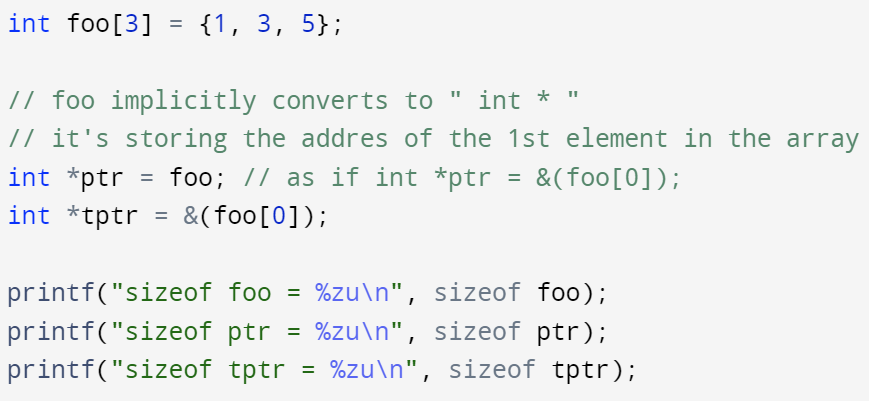 int foo[3] = {1, 3, 5};
// foo implicitly converts to " int * "
// it's storing the addres of the 1st element in the array
int *ptr = foo; // as if int *ptr = &(foo[0]);
int *tptr = &(foo[0]);
printf("sizeof foo = %zu\n", sizeof foo);
printf("sizeof ptr = %zu\n", sizeof ptr);
printf("sizeof tptr = %zu\n", sizeof tptr);